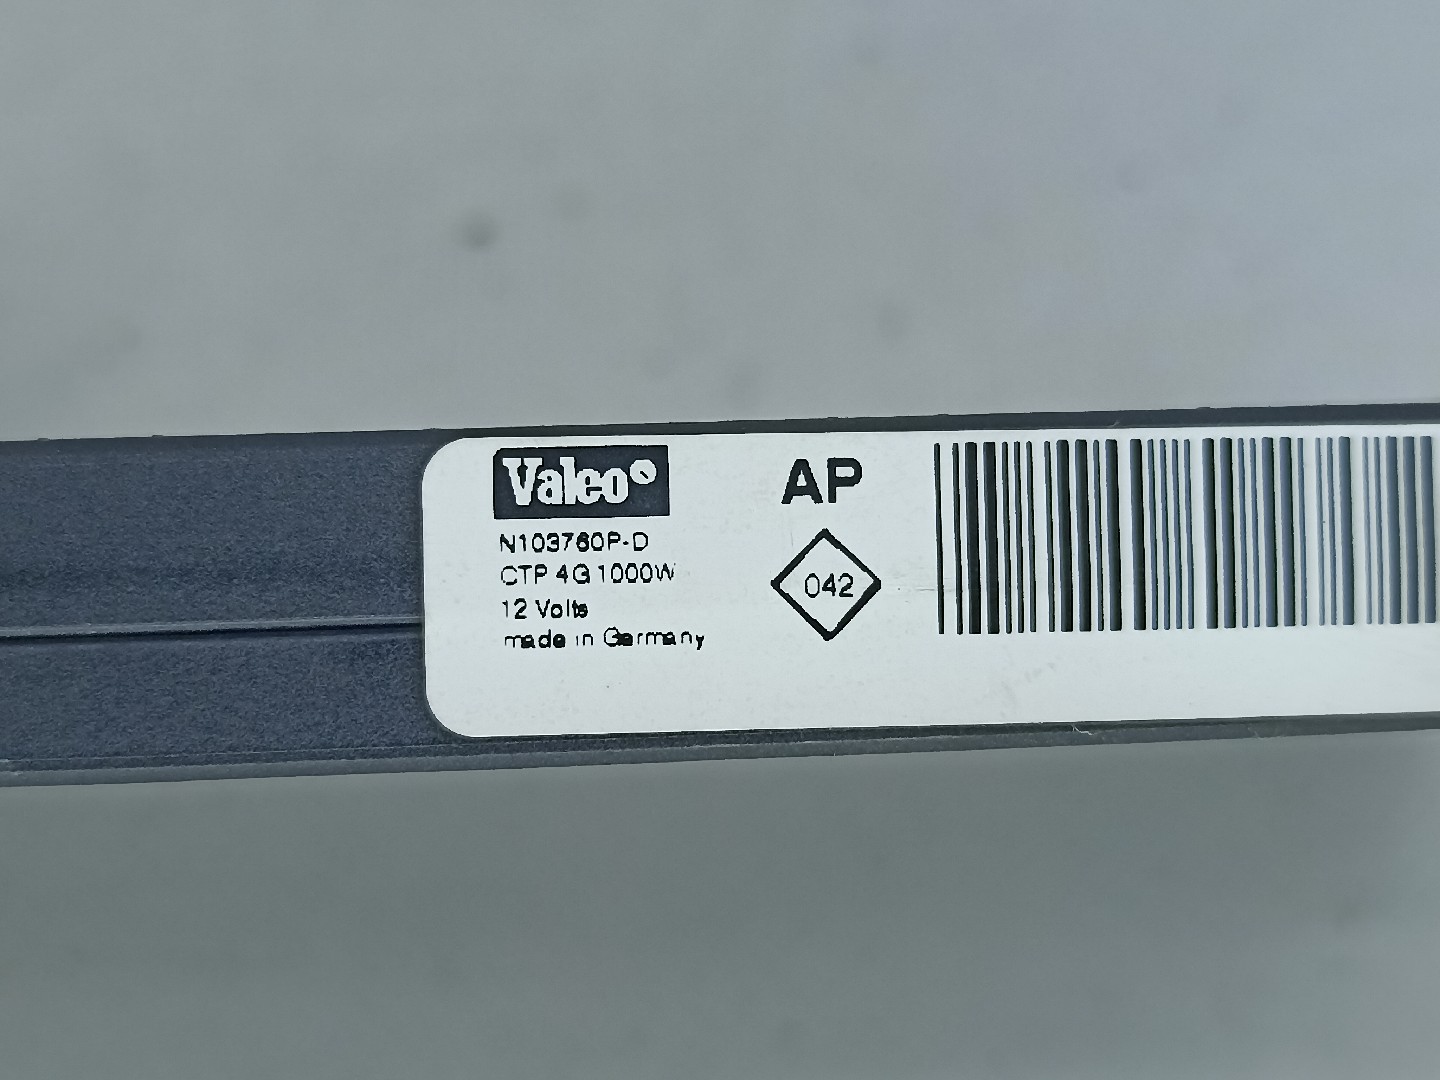 Valeo
N103760P-D
CTP 4G 1000W
12 Volts
made in Germany
AP
042